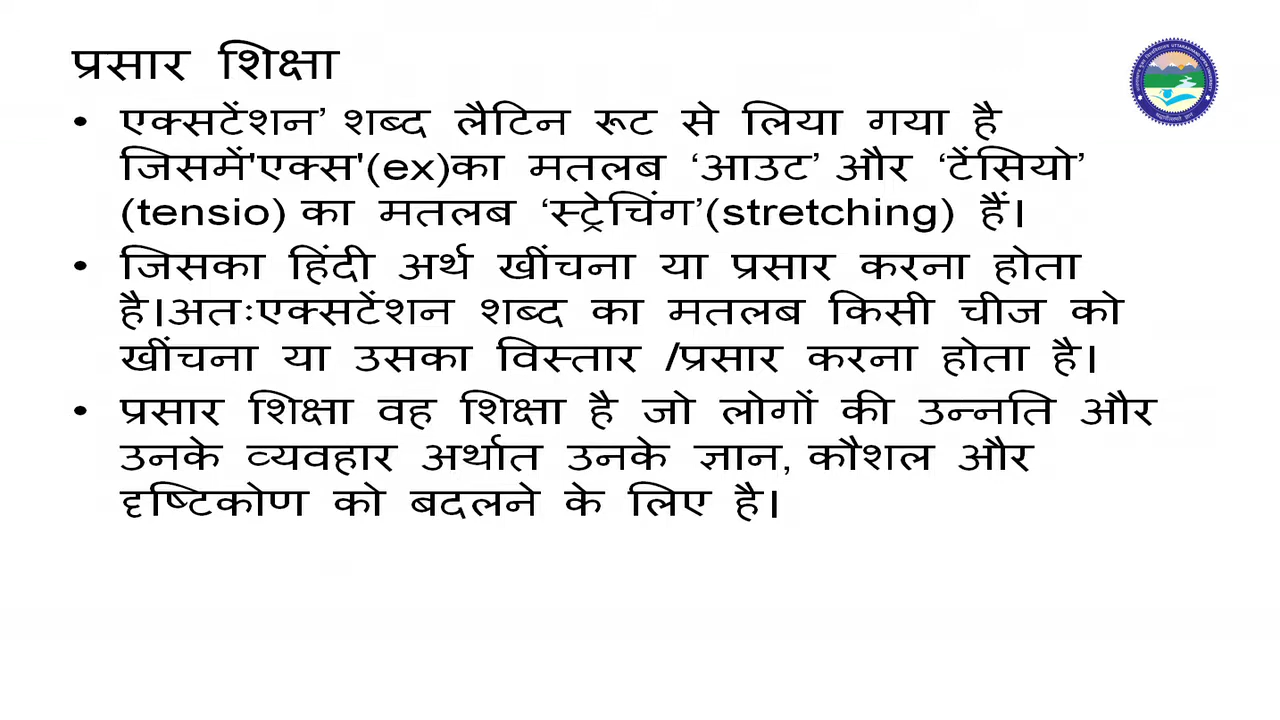 प्रसार शिक्षा
• एक्सटेंशन’ शब्द लैटिन रूट से लिया गया है
जिसमें'एक्स'(ex)का मतलब ‘आउट’ और ‘टेंसियो’
(tensio) का मतलब ‘स्ट्रेचिंग’(stretching) हैं।
• जिसका हिंदी अर्थ खींचना या प्रसार करना होता
है।अतःएक्सटेंशन शब्द का मतलब किसी चीज को
खींचना या उसका विस्तार /प्रसार करना होता है।
• प्रसार शिक्षा वह शिक्षा है जो लोगों की उन्नति और
उनके व्यवहार अर्थात उनके ज्ञान, कौशल और
दृष्टिकोण को बदलने के लिए है।